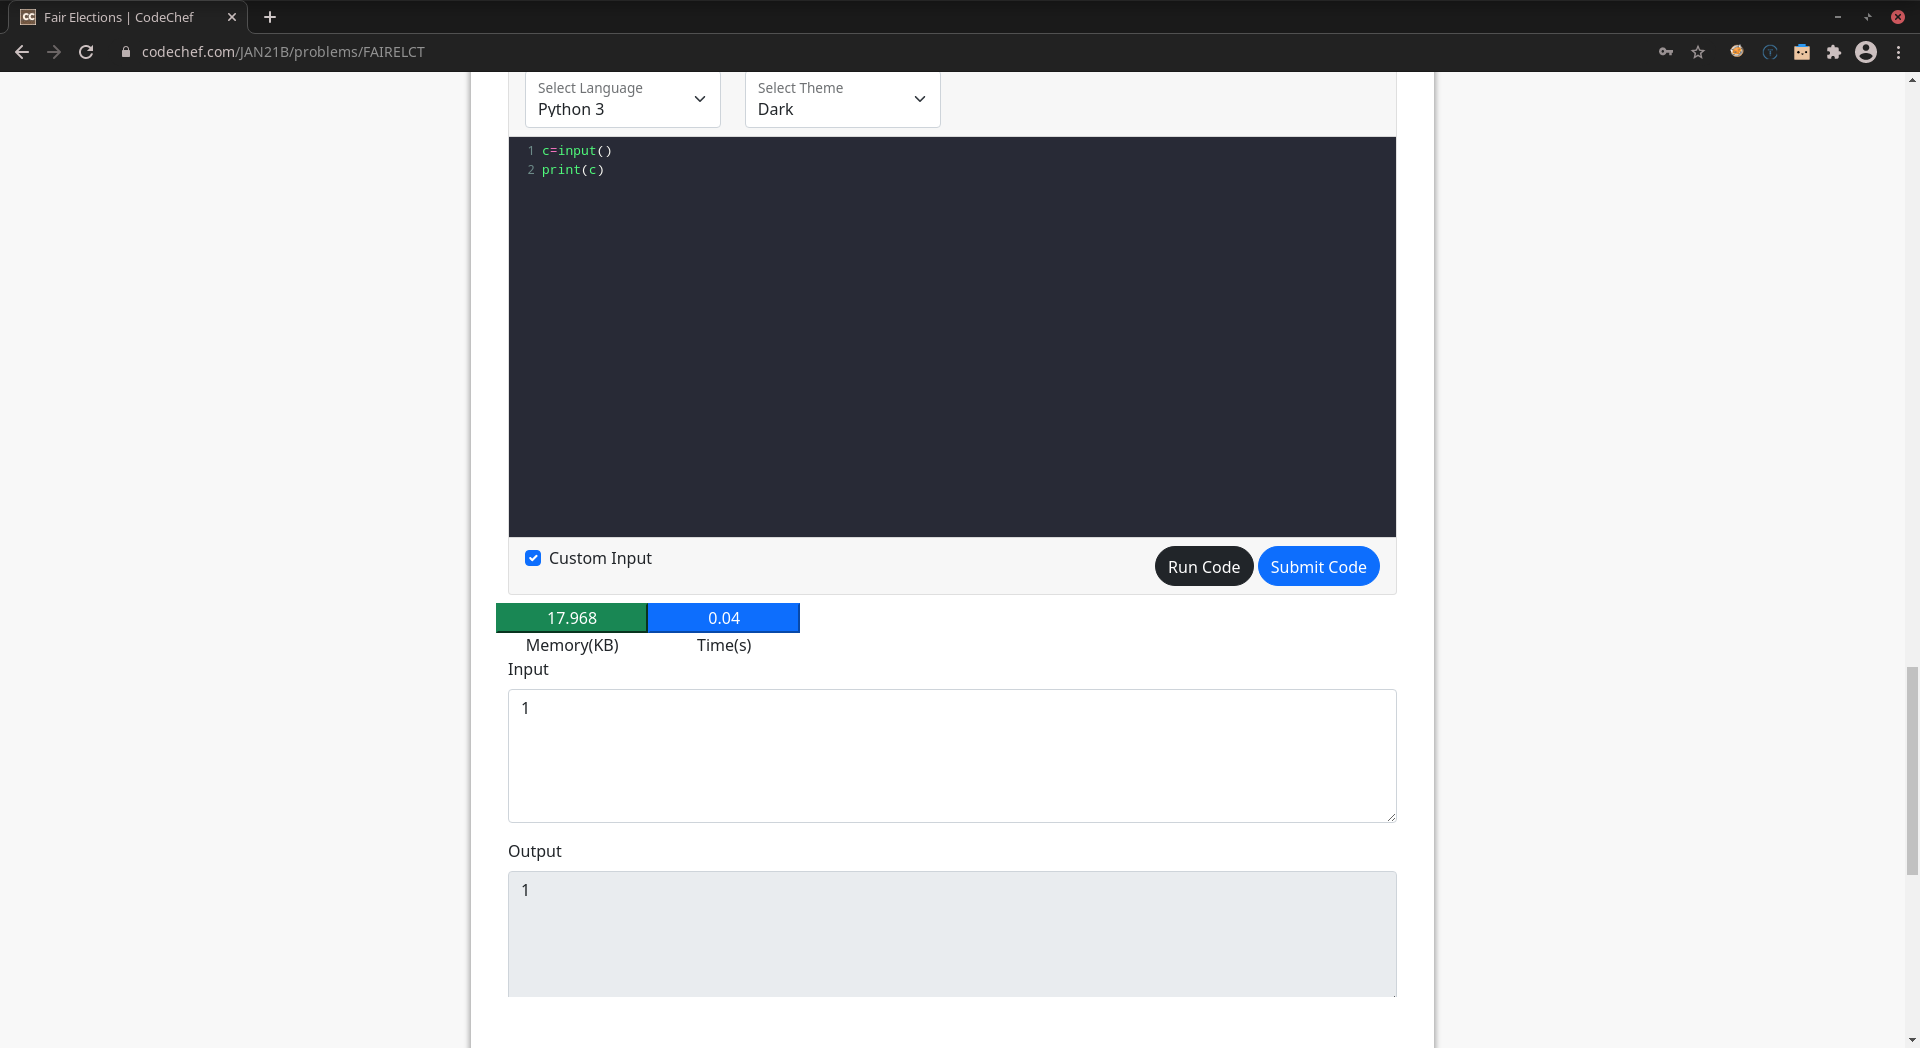 CC Fair Elections | CodeChef
codechef.com/JAN21B/problems/FAIRELCT
Select Language
Python 3
Select Theme
Dark
1 c=input()
2 print(c)
Custom Input
Run Code
Submit Code
17.968
0.04
Memory(KB)
Time(s)
Input
1
Output
1